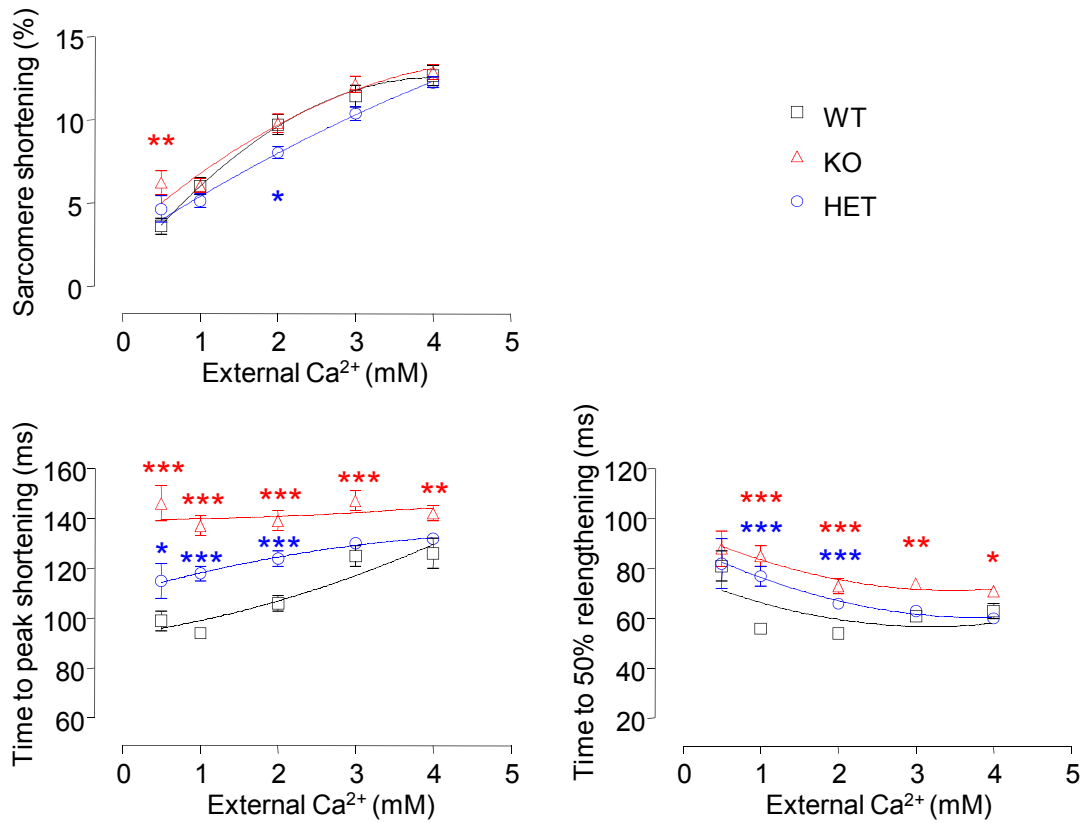 Sarcomere shortening (%)
15
10
5
0
**
*
0 1 2 3 4 5
External Ca²⁺ (mM)
WT
KO
HET
Time to peak shortening (ms)
160
140
120
100
80
60
*** *** *** *** **
* *** ***
0 1 2 3 4 5
External Ca²⁺ (mM)
Time to 50% relengthening (ms)
120
100
80
60
40
20
*** *** ** *
*** ***
0 1 2 3 4 5
External Ca²⁺ (mM)